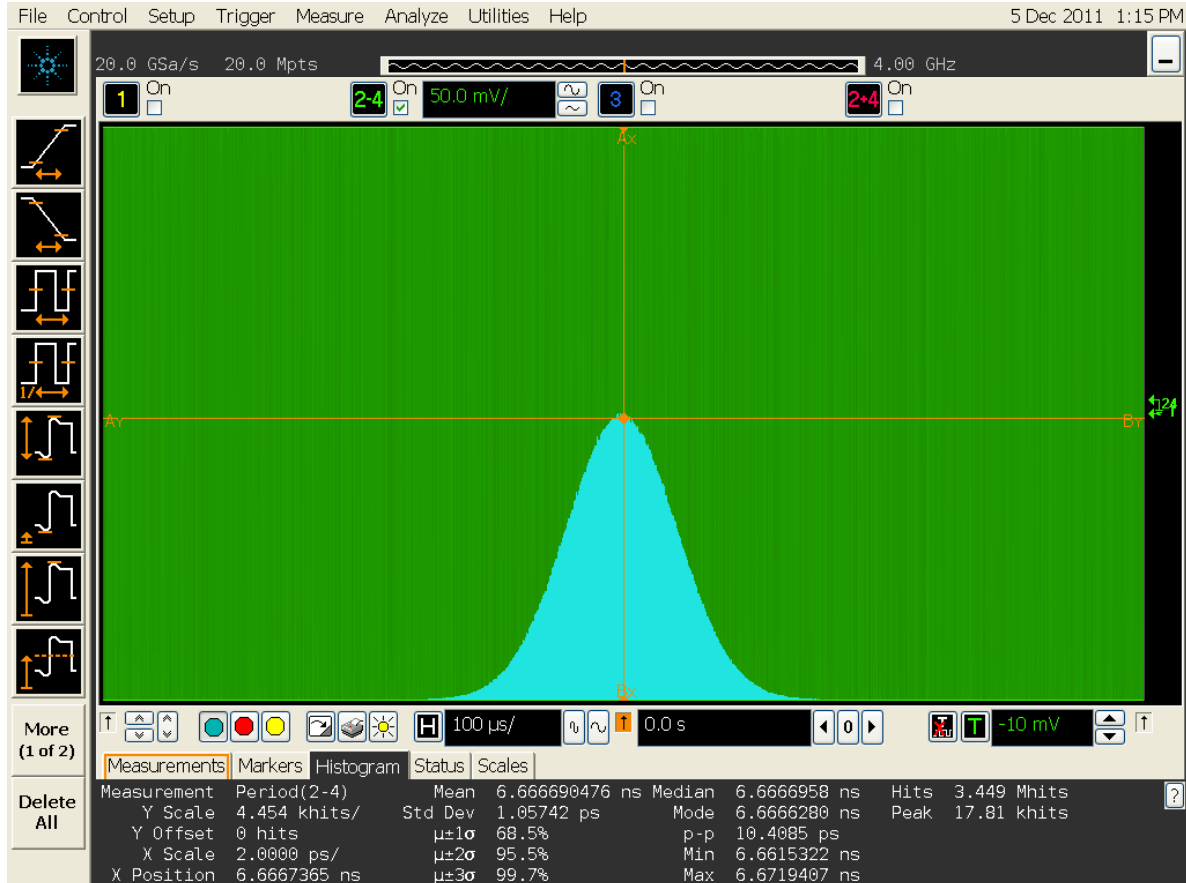 File Control Setup Trigger Measure Analyze Utilities Help 5 Dec 2011 1:15 PM
20.0 GSa/s 20.0 Mpts 4.00 GHz
1 On 2-4 On 50.0 mV/ 3 On 2+4 On
Ax
AY BY
Bx
1/
More
(1 of 2)
Delete
All
H 100 µs/ 0.0 s 0 T -10 mV
Measurements Markers Histogram Status Scales
Measurement Period(2-4) Mean 6.666690476 ns Median 6.6666958 ns Hits 3.449 Mhits ?
Y Scale 4.454 khits/ Std Dev 1.05742 ps Mode 6.6666280 ns Peak 17.81 khits
Y Offset 0 hits µ±1σ 68.5% p-p 10.4085 ps
X Scale 2.0000 ps/ µ±2σ 95.5% Min 6.6615322 ns
X Position 6.6667365 ns µ±3σ 99.7% Max 6.6719407 ns